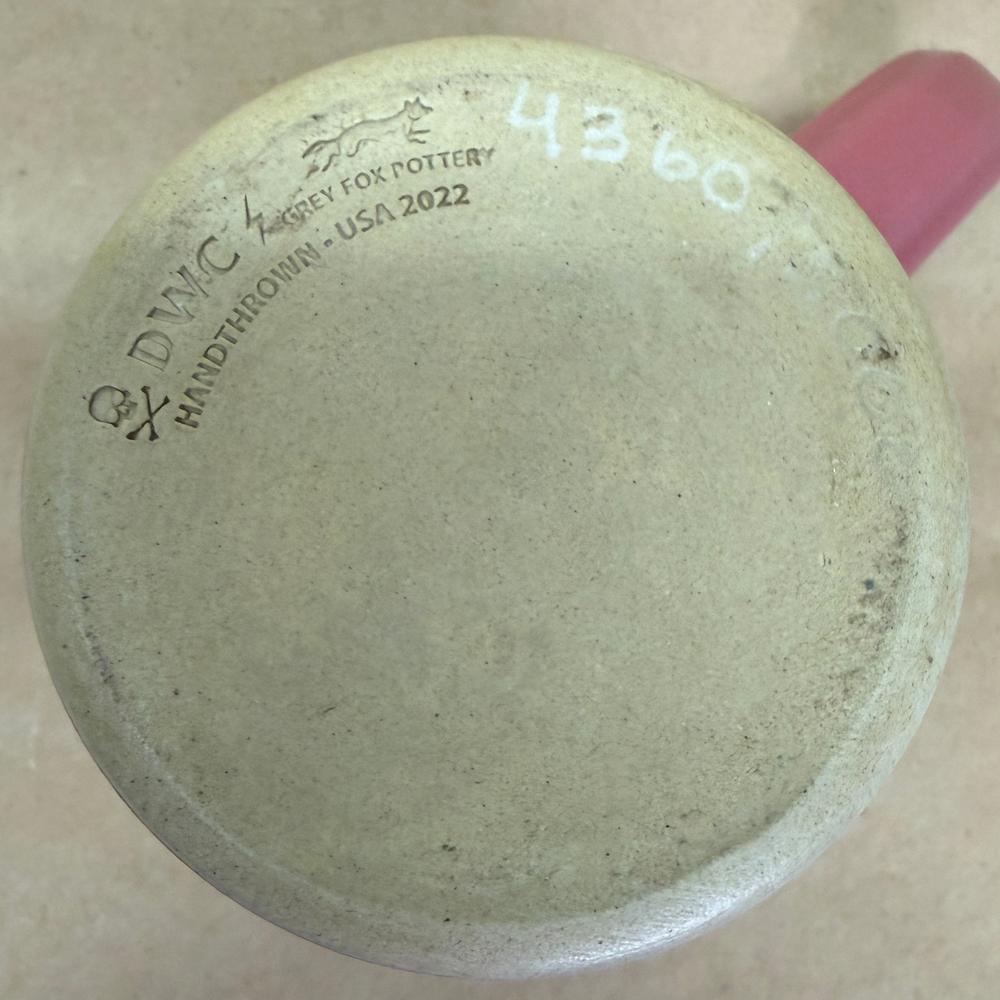 GREY FOX POTTERY
DWC
HANDTHROWN - USA 2022
4360